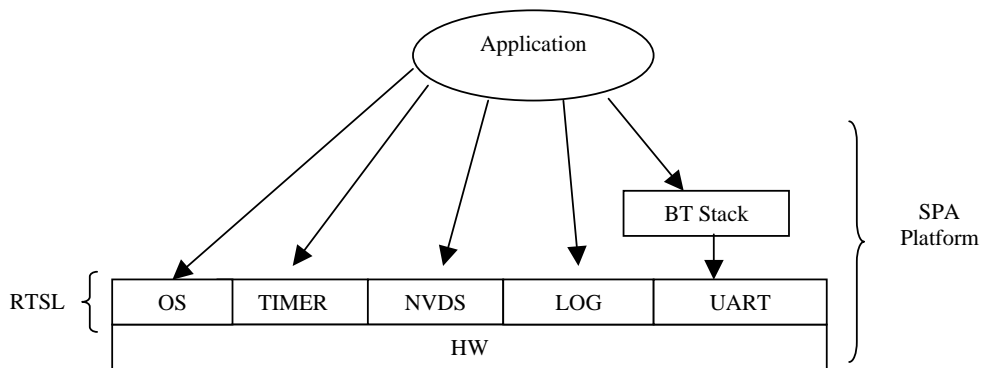 Application
BT Stack
SPA
Platform
RTSL
OS TIMER NVDS LOG UART
HW